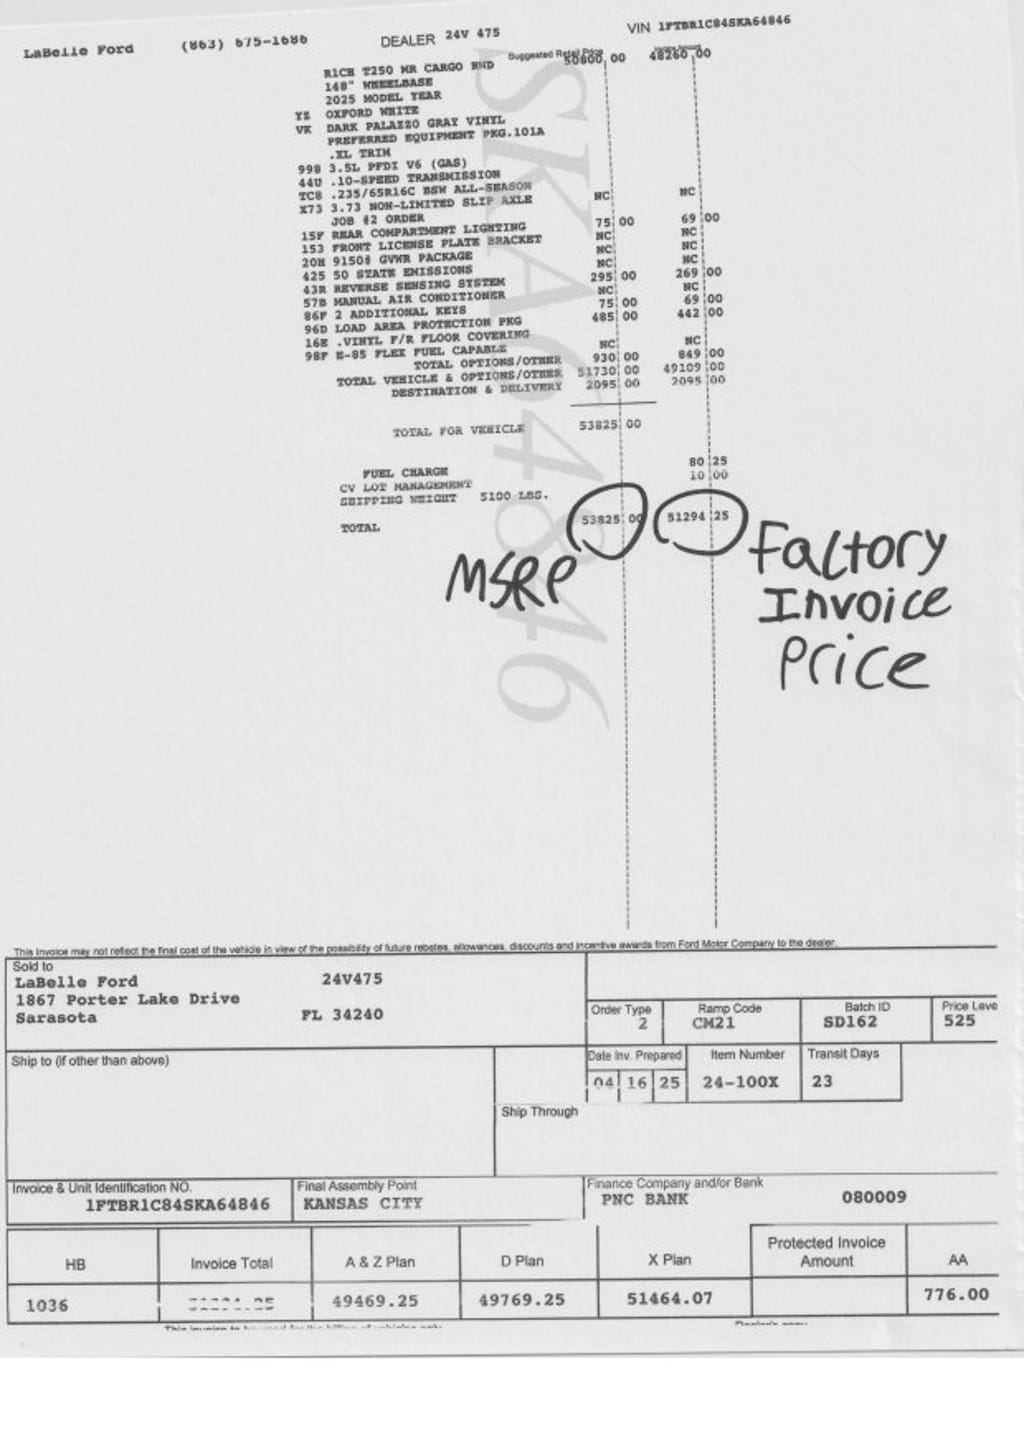 LaBelle Ford (863) 675-1686 DEALER 24V 475 VIN 1FTBR1C84SKA64846
Suggested Retail Price
R1CH T250 MR CARGO RWD 50800 00 48260 00
148" WHEELBASE
2025 MODEL YEAR
YZ OXFORD WHITE
VK DARK PALAZZO GRAY VINYL
PREFERRED EQUIPMENT PKG.101A
.XL TRIM
998 3.5L PFDI V6 (GAS)
44U .10-SPEED TRANSMISSION
TC8 .235/65R16C BSW ALL-SEASON
X73 3.73 NON-LIMITED SLIP AXLE NC NC
JOB #2 ORDER
15F REAR COMPARTMENT LIGHTING 75 00 69 00
153 FRONT LICENSE PLATE BRACKET NC NC
20H 9150# GVWR PACKAGE NC NC
425 50 STATE EMISSIONS NC NC
43R REVERSE SENSING SYSTEM 295 00 269 00
57B MANUAL AIR CONDITIONER NC NC
86F 2 ADDITIONAL KEYS 75 00 69 00
96D LOAD AREA PROTECTION PKG 485 00 442 00
16E .VINYL F/R FLOOR COVERING
98F E-85 FLEX FUEL CAPABLE NC NC
TOTAL OPTIONS/OTHER 930 00 849 00
TOTAL VEHICLE & OPTIONS/OTHER 51730 00 49109 00
DESTINATION & DELIVERY 2095 00 2095 00
TOTAL FOR VEHICLE 53825 00
FUEL CHARGE 80 25
CV LOT MANAGEMENT 10 00
SHIPPING WEIGHT 5100 LBS.
TOTAL 53825 00 51294 25
MSRP
Factory
Invoice
Price
SKA64846
This Invoice may not reflect the final cost of the vehicle in view of the possibility of future rebates, allowances, discounts and incentive awards from Ford Motor Company to the dealer.
Sold to
LaBelle Ford 24V475
1867 Porter Lake Drive
Sarasota FL 34240
Order Type Ramp Code Batch ID Price Leve
2 CM21 SD162 525
Ship to (if other than above)
Date Inv. Prepared Item Number Transit Days
04 16 25 24-100X 23
Ship Through
Invoice & Unit Identification NO. Final Assembly Point Finance Company and/or Bank
1FTBR1C84SKA64846 KANSAS CITY PNC BANK 080009
HB Invoice Total A & Z Plan D Plan X Plan Protected Invoice Amount AA
1036 49469.25 49769.25 51464.07 776.00